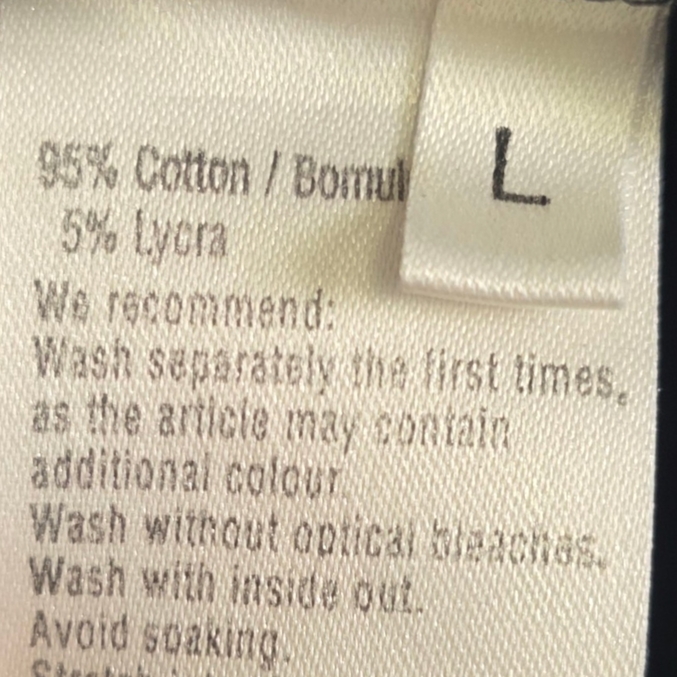 L
95% Cotton / Bomul
5% Lycra
We recommend:
Wash separately the first times,
as the article may contain
additional colour.
Wash without optical bleaches.
Wash with inside out.
Avoid soaking.